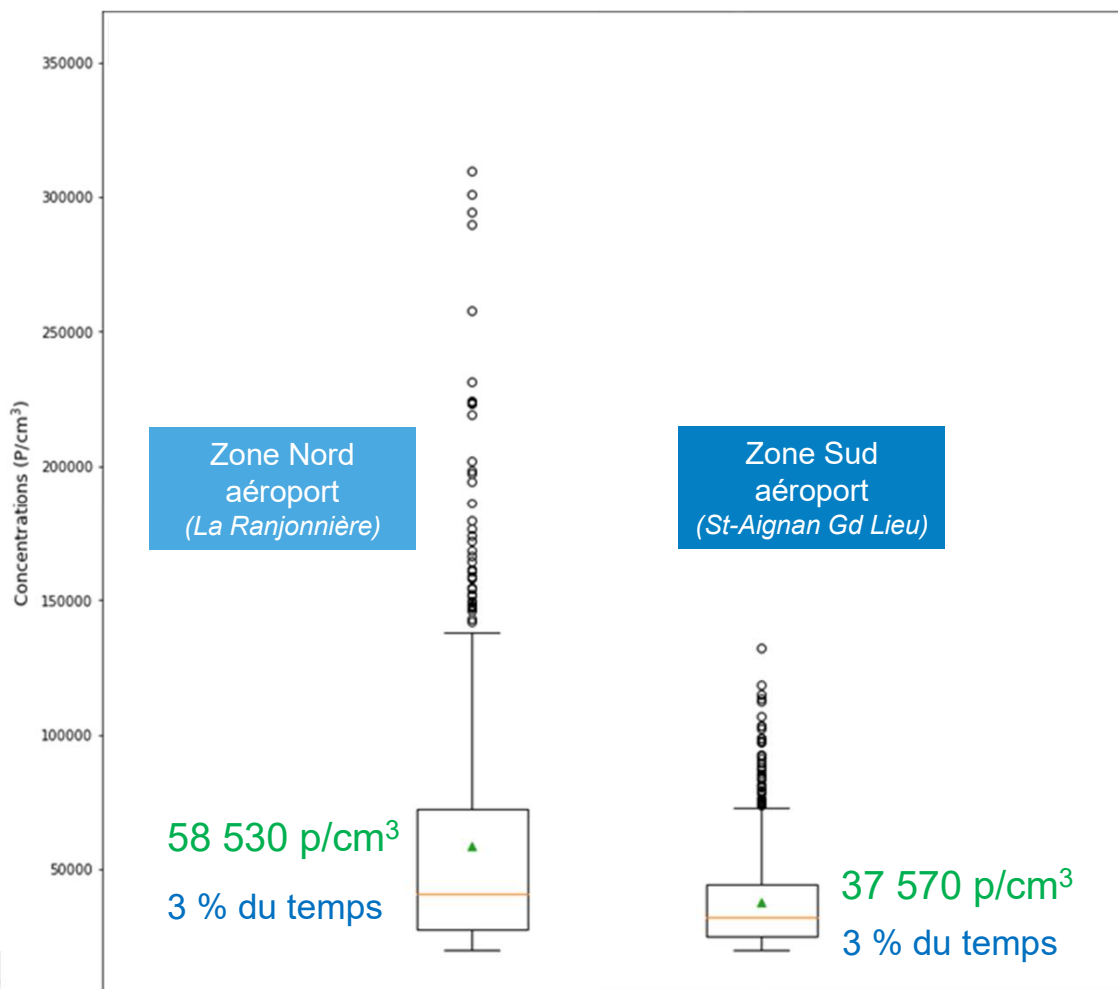 350000
300000
250000
200000
150000
100000
50000
Concentrations (P/cm³)
Zone Nord
aéroport
(La Ranjonnière)
Zone Sud
aéroport
(St-Aignan Gd Lieu)
58 530 p/cm³
3 % du temps
37 570 p/cm³
3 % du temps